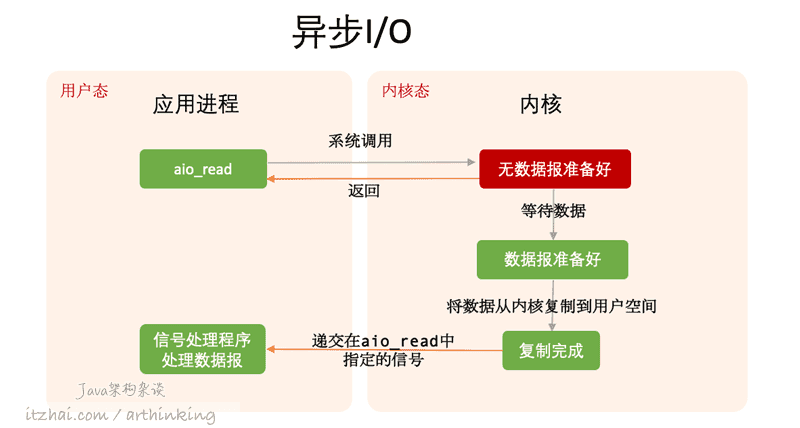 异步I/O
用户态
内核态
应用进程
内核
系统调用
aio_read
无数据报准备好
返回
等待数据
数据报准备好
将数据从内核复制到用户空间
信号处理程序
处理数据报
递交在aio_read中
指定的信号
复制完成
Java架构杂谈
itzhai.com / arthinking